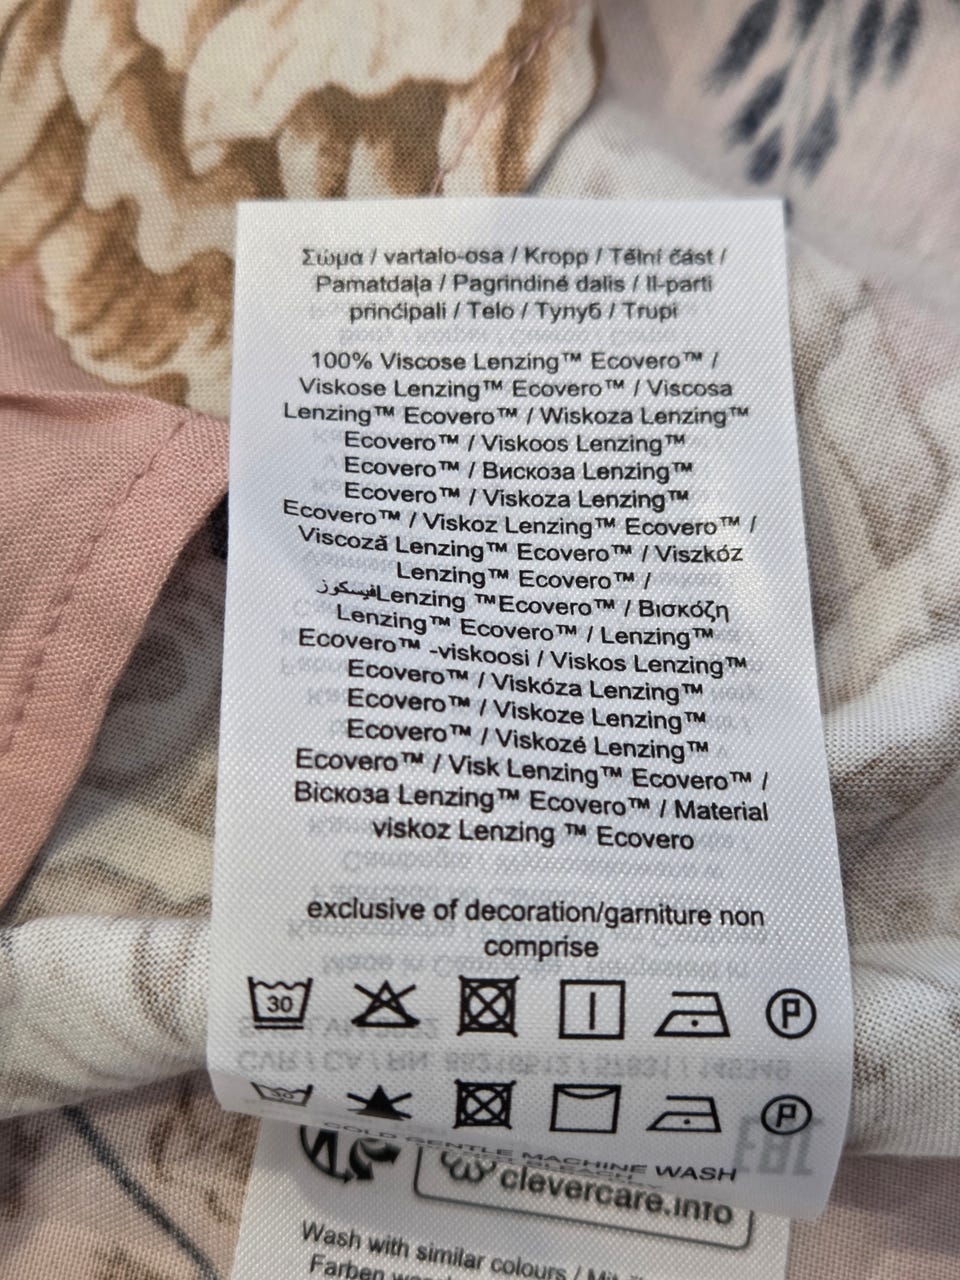 Σώμα / vartalo-osa / Kropp / Tělní část /
Pamatdaļa / Pagrindinė dalis / Il-parti
prinċipali / Telo / Тулуб / Trupi
100% Viscose Lenzing™ Ecovero™ /
Viskose Lenzing™ Ecovero™ / Viscosa
Lenzing™ Ecovero™ / Wiskoza Lenzing™
Ecovero™ / Viskoos Lenzing™
Ecovero™ / Вискоза Lenzing™
Ecovero™ / Viskoza Lenzing™
Ecovero™ / Viskoz Lenzing™ Ecovero™ /
Viscoză Lenzing™ Ecovero™ / Viszkóz
Lenzing™ Ecovero™ /
فيسكوزLenzing ™Ecovero™ / Βισκόζη
Lenzing™ Ecovero™ / Lenzing™
Ecovero™ -viskoosi / Viskos Lenzing™
Ecovero™ / Viskóza Lenzing™
Ecovero™ / Viskoze Lenzing™
Ecovero™ / Viskozė Lenzing™
Ecovero™ / Visk Lenzing™ Ecovero™ /
Віскоза Lenzing™ Ecovero™ / Material
viskoz Lenzing ™ Ecovero
exclusive of decoration/garniture non
comprise
30
P
30
P
COLD GENTLE MACHINE WASH
clevercare.info
Wash with similar colours /
Farben